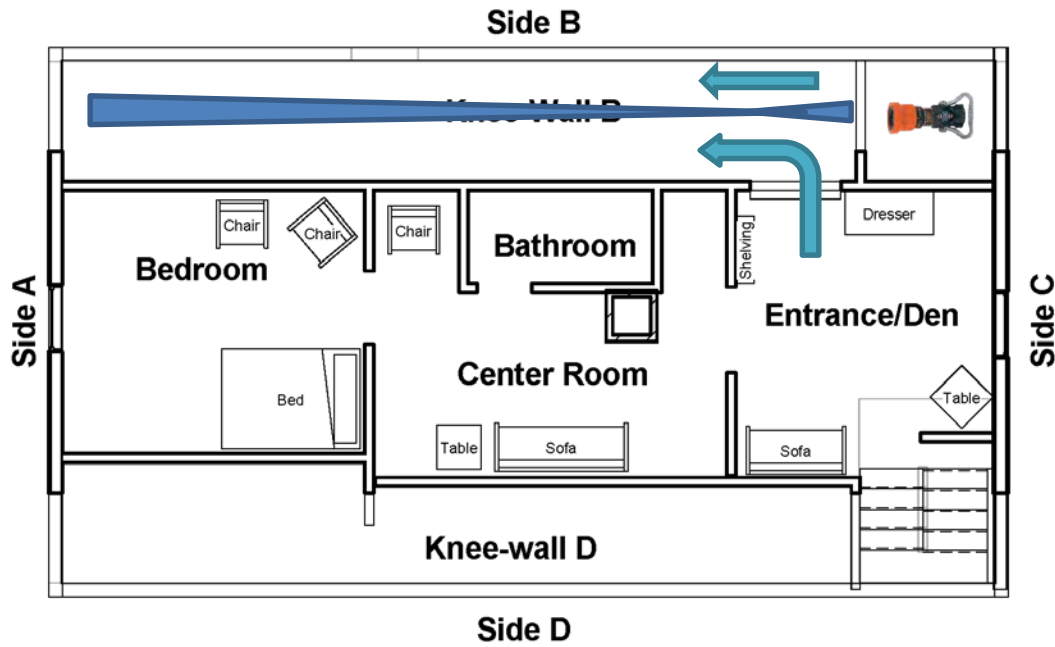 Side B
Knee-Wall B
Chair
Chair
Chair
Bedroom
Bathroom
Shelving
Dresser
Entrance/Den
Side A
Side C
Center Room
Bed
Table
Sofa
Sofa
Table
Knee-wall D
Side D